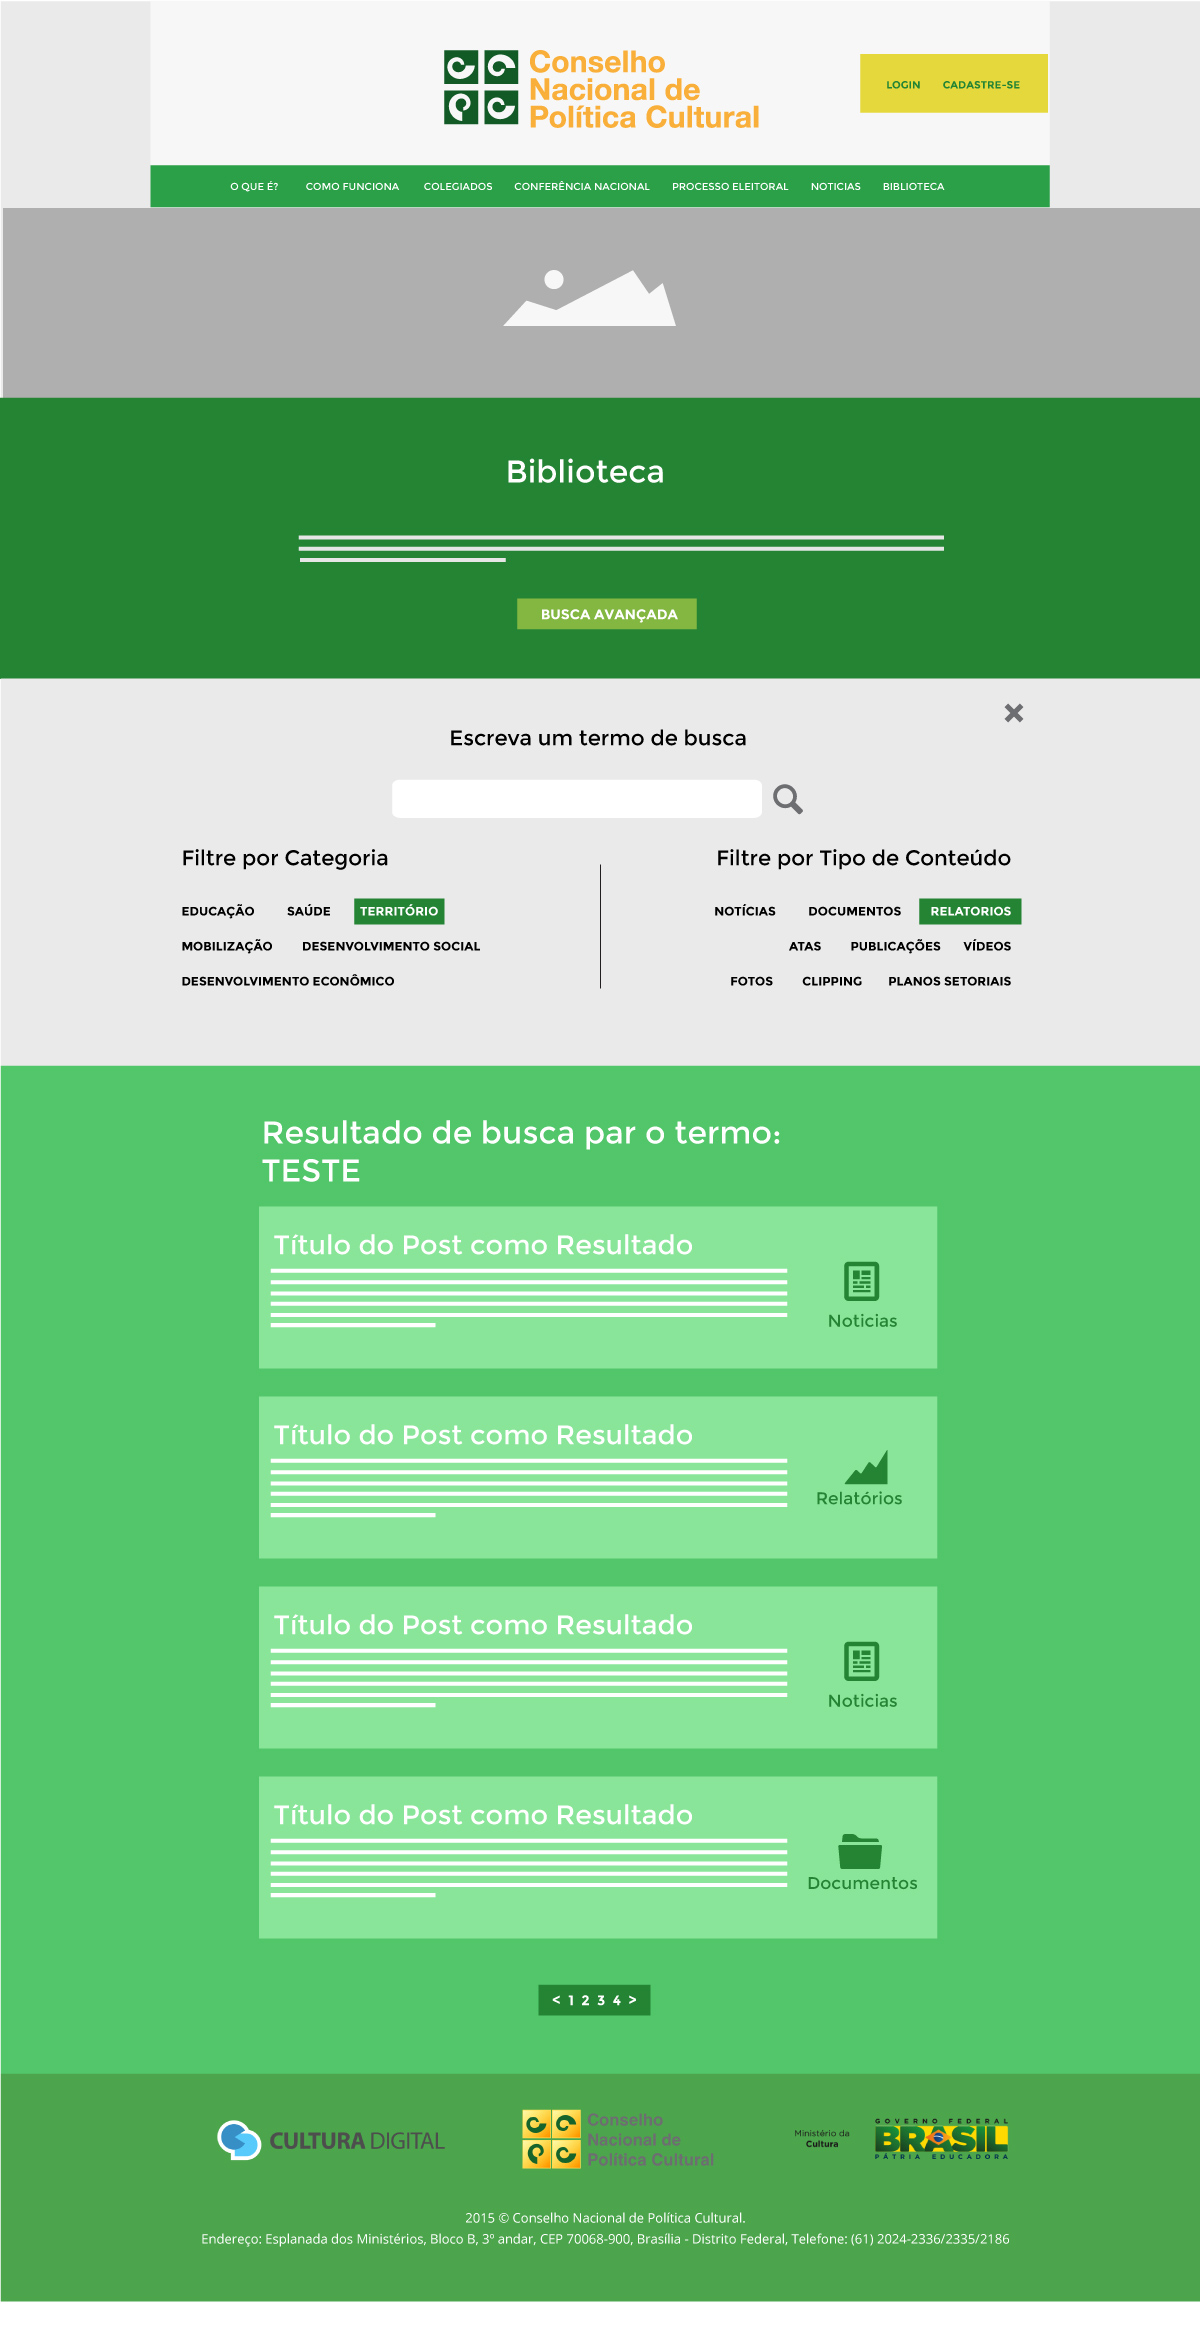 Conselho
Nacional de
Política Cultural
LOGIN CADASTRE-SE
O QUE É? COMO FUNCIONA COLEGIADOS CONFERÊNCIA NACIONAL PROCESSO ELEITORAL NOTICIAS BIBLIOTECA
Biblioteca
BUSCA AVANÇADA
Escreva um termo de busca
Filtre por Categoria
EDUCAÇÃO SAÚDE TERRITÓRIO
MOBILIZAÇÃO DESENVOLVIMENTO SOCIAL
DESENVOLVIMENTO ECONÔMICO
Filtre por Tipo de Conteúdo
NOTÍCIAS DOCUMENTOS RELATORIOS
ATAS PUBLICAÇÕES VÍDEOS
FOTOS CLIPPING PLANOS SETORIAIS
Resultado de busca par o termo:
TESTE
Título do Post como Resultado
Noticias
Título do Post como Resultado
Relatórios
Título do Post como Resultado
Noticias
Título do Post como Resultado
Documentos
< 1 2 3 4 >
CULTURA DIGITAL
Conselho
Nacional de
Política Cultural
Ministério da
Cultura
GOVERNO FEDERAL
BRASIL
PÁTRIA EDUCADORA
2015 © Conselho Nacional de Política Cultural.
Endereço: Esplanada dos Ministérios, Bloco B, 3º andar, CEP 70068-900, Brasília - Distrito Federal, Telefone: (61) 2024-2336/2335/2186